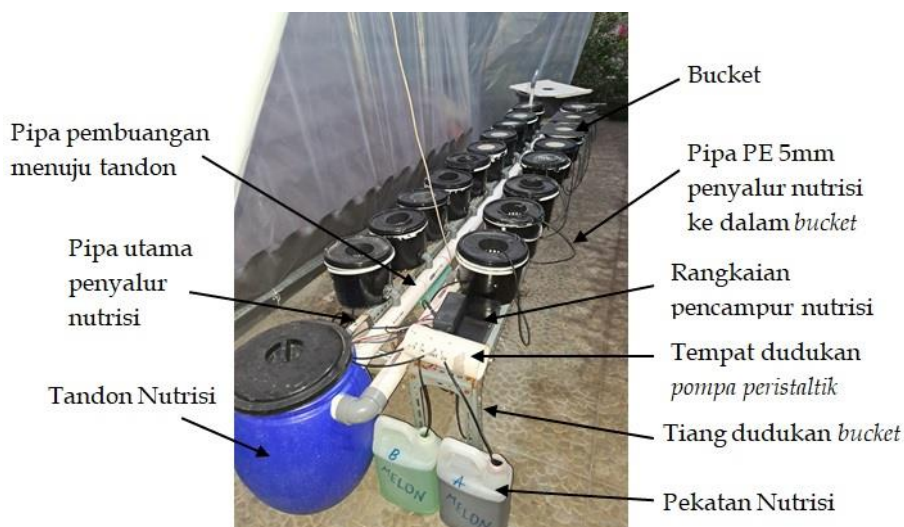 Pipa pembuangan
menuju tandon
Pipa utama
penyalur
nutrisi
Tandon Nutrisi
Bucket
Pipa PE 5mm
penyalur nutrisi
ke dalam bucket
Rangkaian
pencampur nutrisi
Tempat dudukan
pompa peristaltik
Tiang dudukan bucket
Pekatan Nutrisi
B
MELON
A
MELON